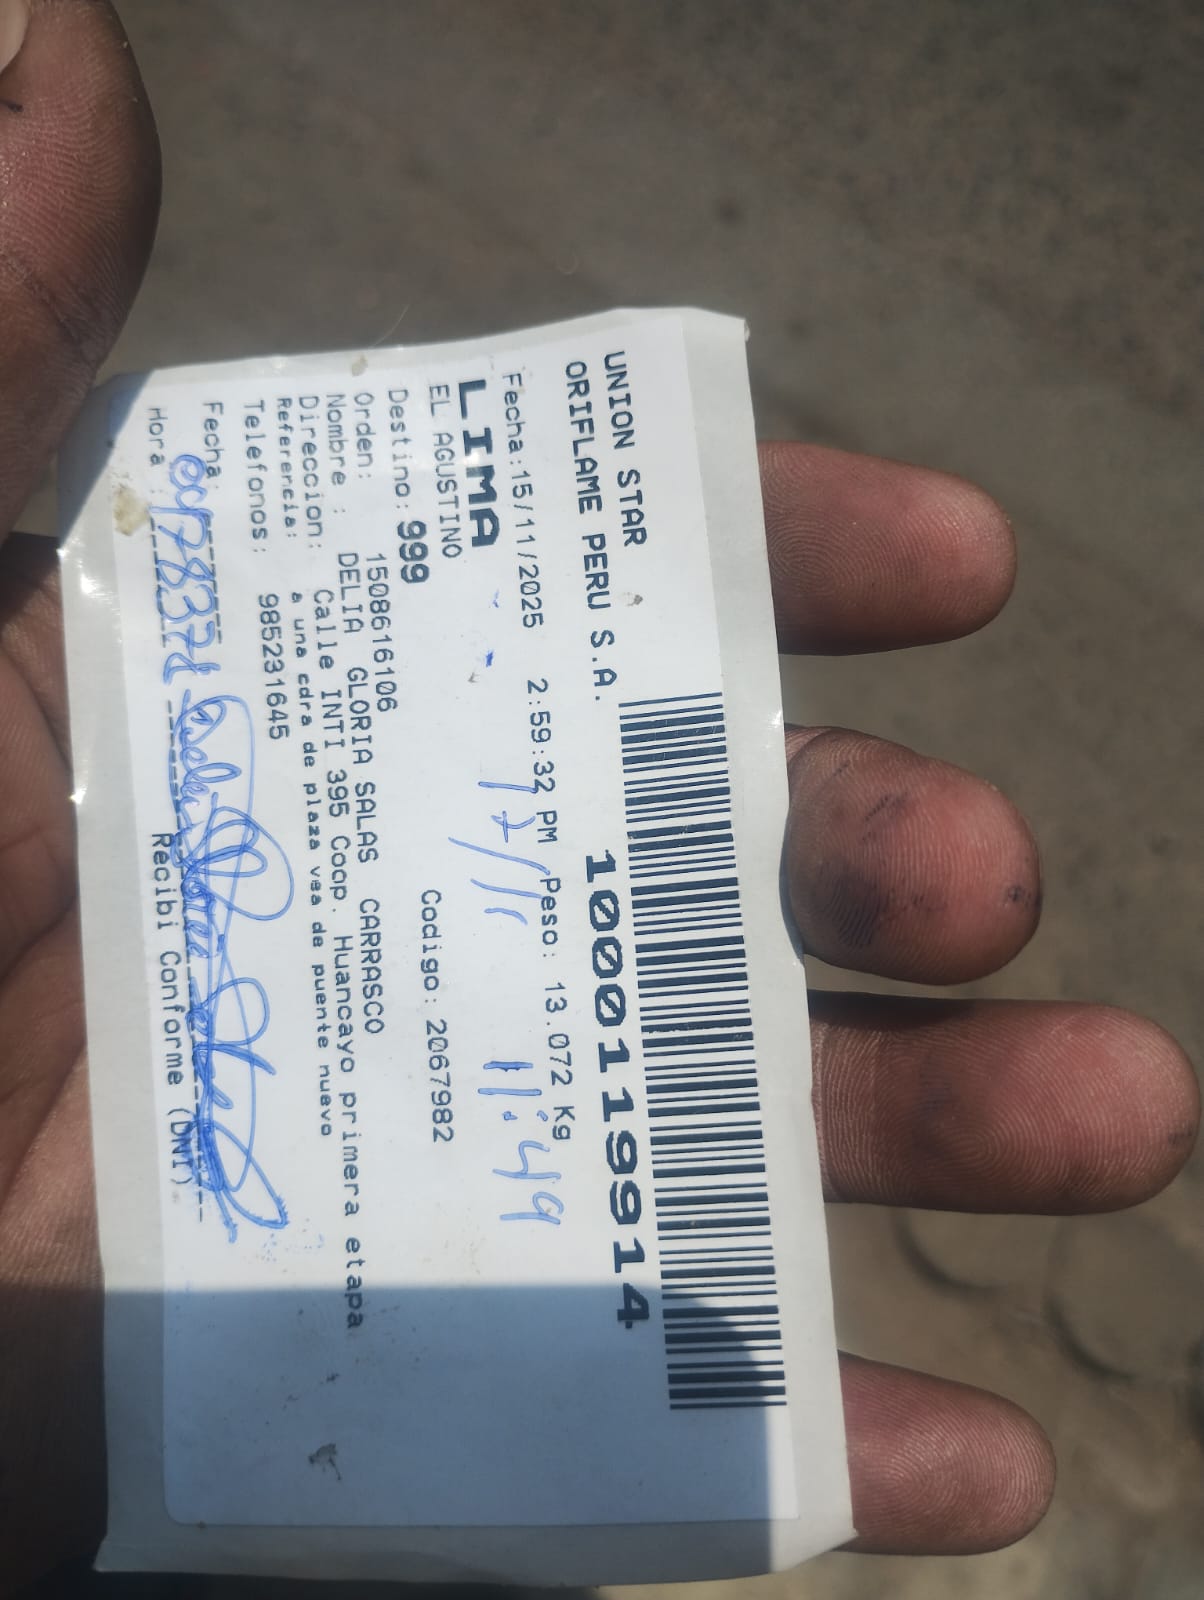 UNION STAR
ORIFLAME PERU S.A.
10001199914
Fecha:15/11/2025 2:59:32 PM Peso: 13.072 Kg
LIMA 17/11 11:49
EL AGUSTINO
Destino: 999 Codigo: 2067982
Orden: 1508616106
Nombre : DELIA GLORIA SALAS CARRASCO
Direccion: Calle INTI 395 Coop. Huancayo primera etapa
Referencia: a una cdra de plaza vea de puente nuevo
Telefonos: 985231645
Fecha:
Hora
Recibi Conforme (DNI)